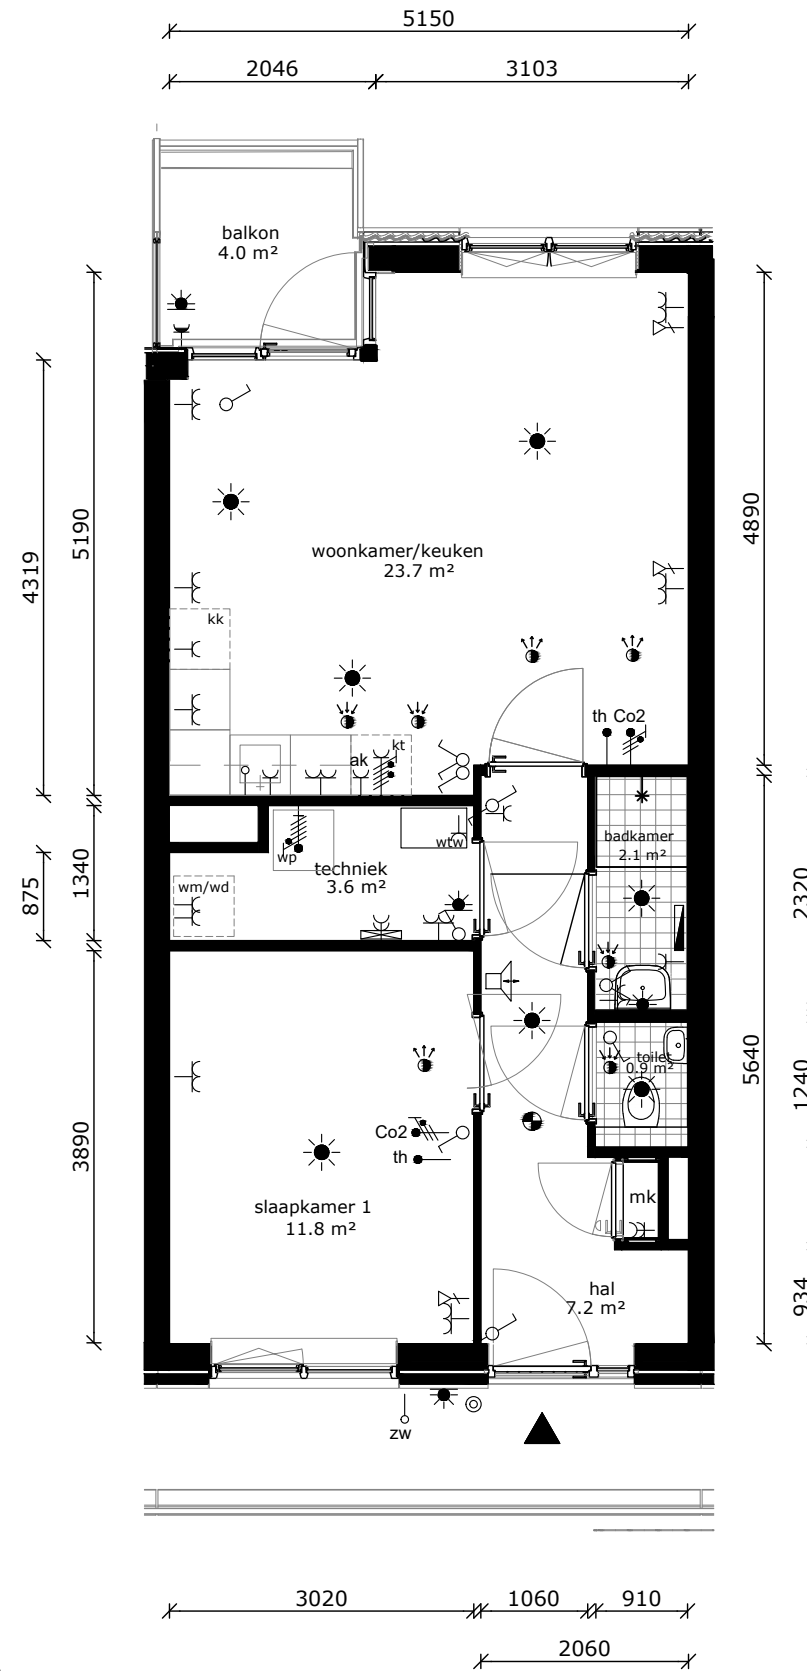 5150
2046 3103
balkon
4.0 m²
4319
5190
4890
woonkamer/keuken
23.7 m²
kk
th Co2
ak
kt
875
1340
wp
wtw
techniek
3.6 m²
wm/wd
badkamer
2.1 m²
2320
toilet
0.9 m²
5640
1240
3890
Co2
th
slaapkamer 1
11.8 m²
mk
hal
7.2 m²
934
zw
3020 1060 910
2060